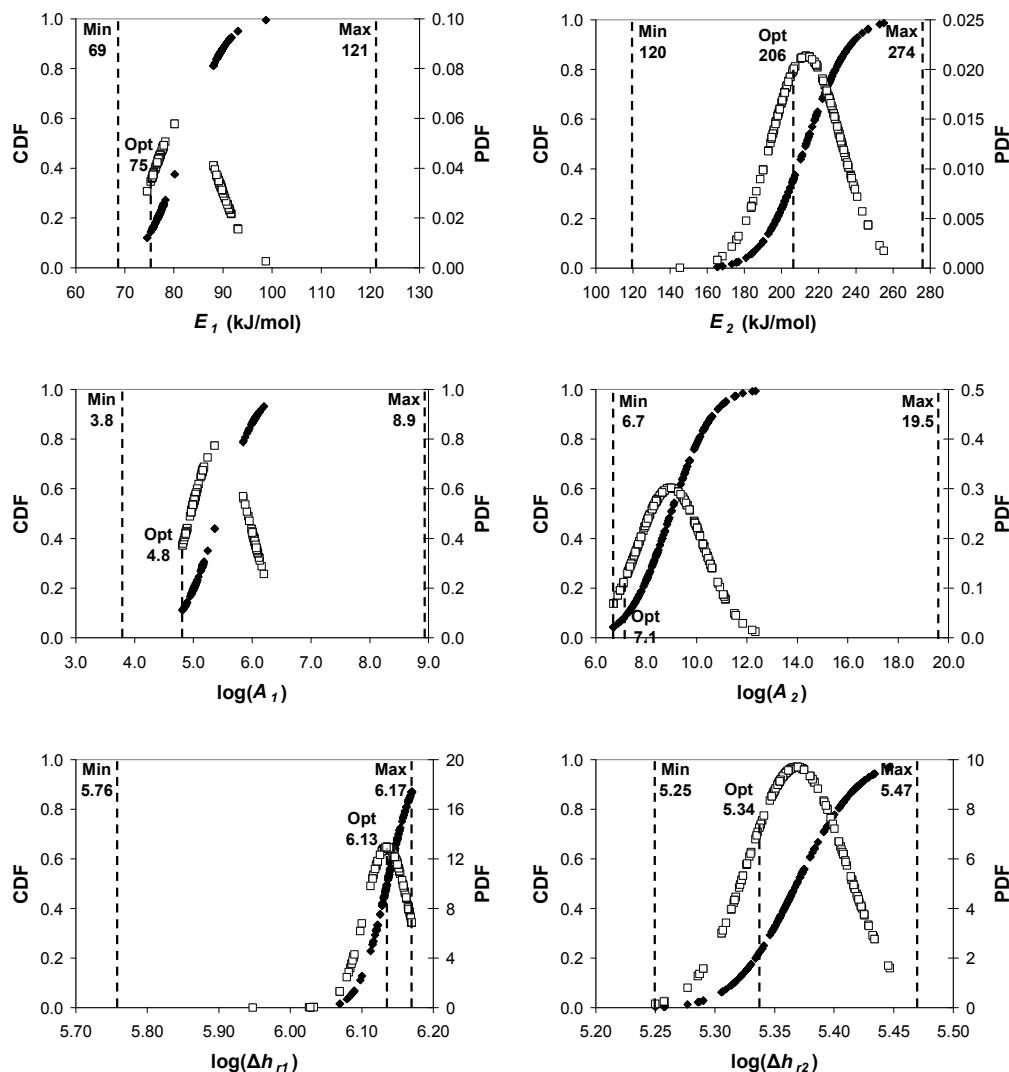 Min
69
Max
121
Opt
75
CDF
PDF
1.0
0.8
0.6
0.4
0.2
0.0
0.10
0.08
0.06
0.04
0.02
0.00
60 70 80 90 100 110 120 130
E1 (kJ/mol)
Min
120
Opt
206
Max
274
CDF
PDF
1.0
0.8
0.6
0.4
0.2
0.0
0.025
0.020
0.015
0.010
0.005
0.000
100 120 140 160 180 200 220 240 260 280
E2 (kJ/mol)
Min
3.8
Max
8.9
Opt
4.8
CDF
PDF
1.0
0.8
0.6
0.4
0.2
0.0
1.0
0.8
0.6
0.4
0.2
0.0
3.0 4.0 5.0 6.0 7.0 8.0 9.0
log(A1)
Min
6.7
Max
19.5
Opt
7.1
CDF
PDF
1.0
0.8
0.6
0.4
0.2
0.0
0.5
0.4
0.3
0.2
0.1
0.0
6.0 8.0 10.0 12.0 14.0 16.0 18.0 20.0
log(A2)
Min
5.76
Max
6.17
Opt
6.13
CDF
PDF
1.0
0.8
0.6
0.4
0.2
0.0
20
16
12
8
4
0
5.70 5.80 5.90 6.00 6.10 6.20
log(Δhr1)
Min
5.25
Opt
5.34
Max
5.47
CDF
PDF
1.0
0.8
0.6
0.4
0.2
0.0
10
8
6
4
2
0
5.20 5.25 5.30 5.35 5.40 5.45 5.50
log(Δhr2)